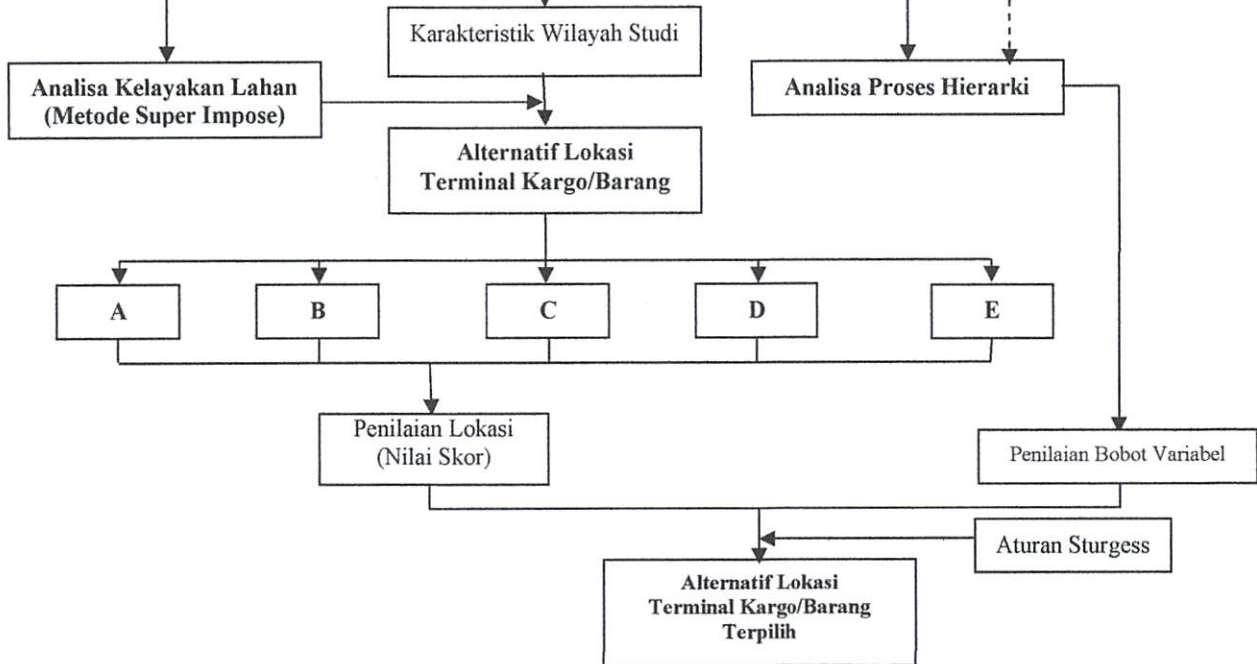 Karakteristik Wilayah Studi
Analisa Kelayakan Lahan
(Metode Super Impose)
Analisa Proses Hierarki
Alternatif Lokasi
Terminal Kargo/Barang
A
B
C
D
E
Penilaian Lokasi
(Nilai Skor)
Penilaian Bobot Variabel
Aturan Sturgess
Alternatif Lokasi
Terminal Kargo/Barang
Terpilih